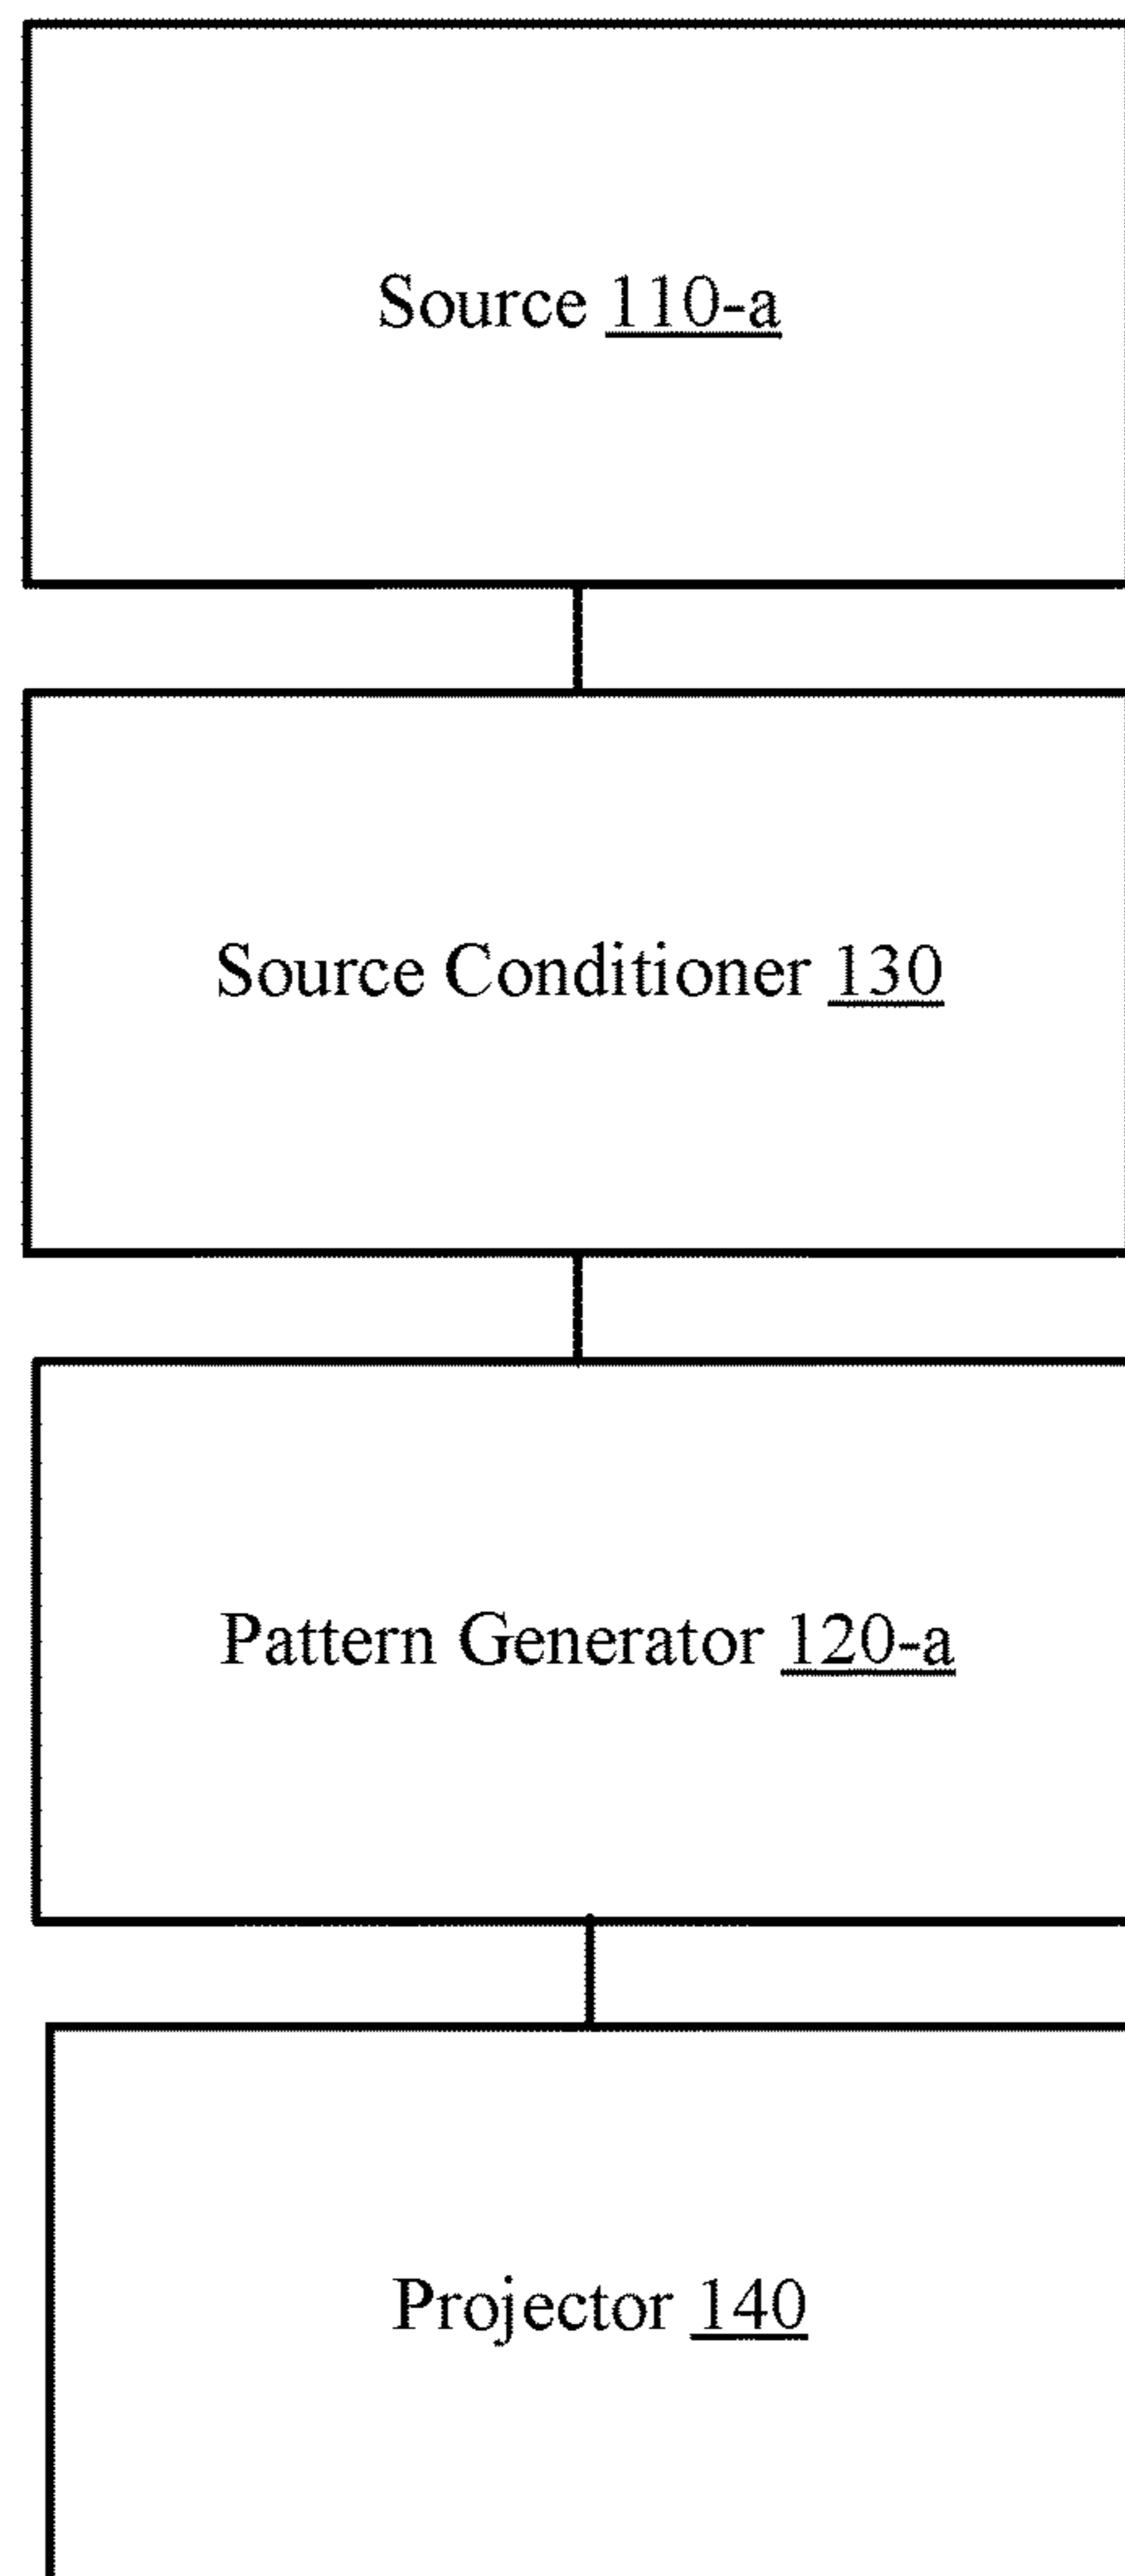 Source 110-a
Source Conditioner 130
Pattern Generator 120-a
Projector 140